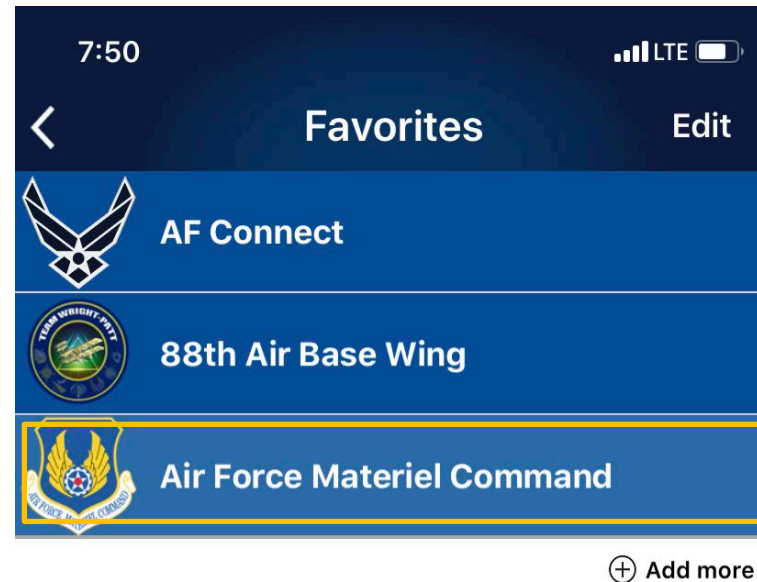 7:50
LTE
Favorites
Edit
AF Connect
TEAM WRIGHT-PATT
88th Air Base Wing
AIR FORCE MATERIEL COMMAND
Air Force Materiel Command
Add more